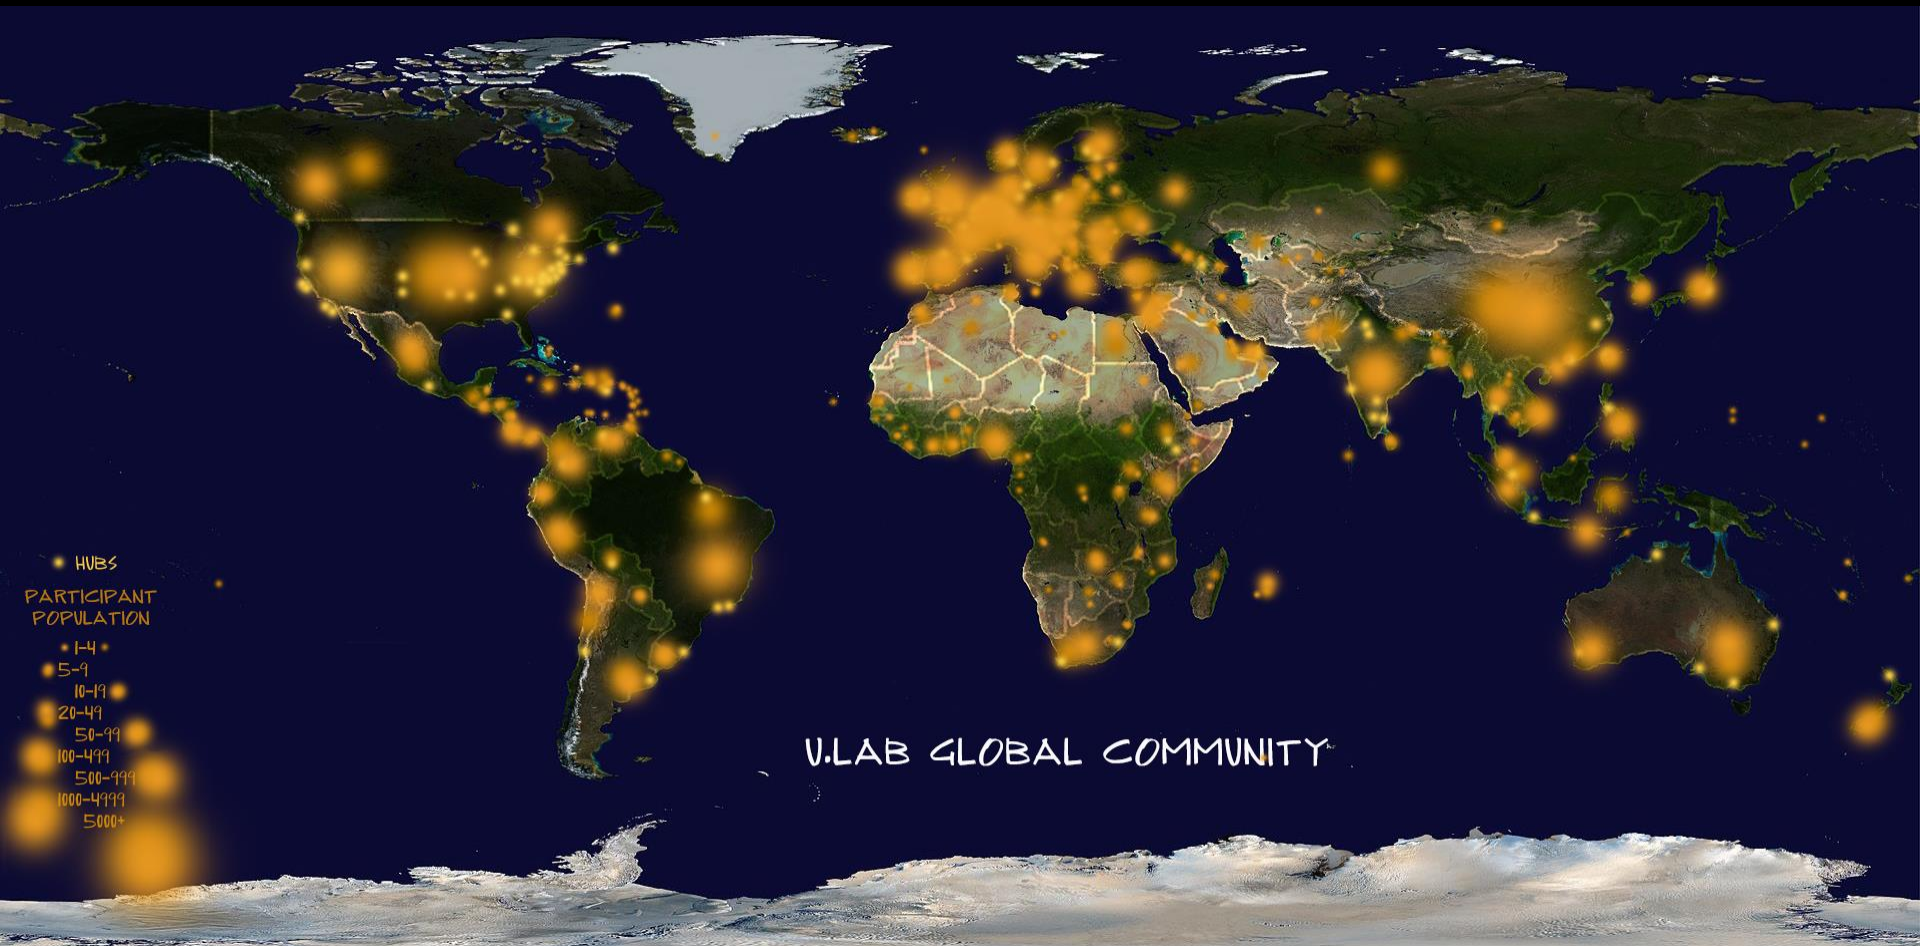 HUBS
PARTICIPANT
POPULATION
1-4
5-9
10-19
20-49
50-99
100-499
500-999
1000-4999
5000+
U.LAB GLOBAL COMMUNITY